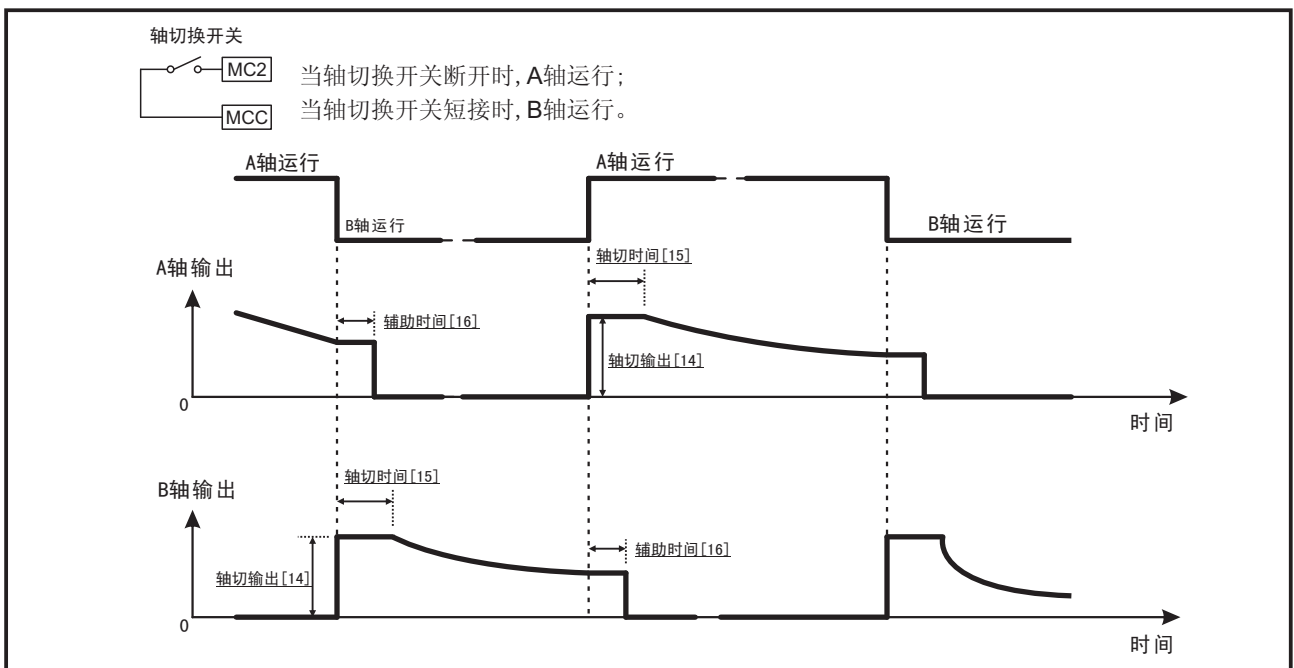 轴切换开关
MC2
当轴切换开关断开时,A轴运行;
MCC
当轴切换开关短接时,B轴运行。
A轴运行
A轴运行
B轴运行
B轴运行
轴切时间[15]
A轴输出
辅助时间[16]
轴切输出[14]
0
时间
轴切时间[15]
B轴输出
辅助时间[16]
轴切输出[14]
0
时间